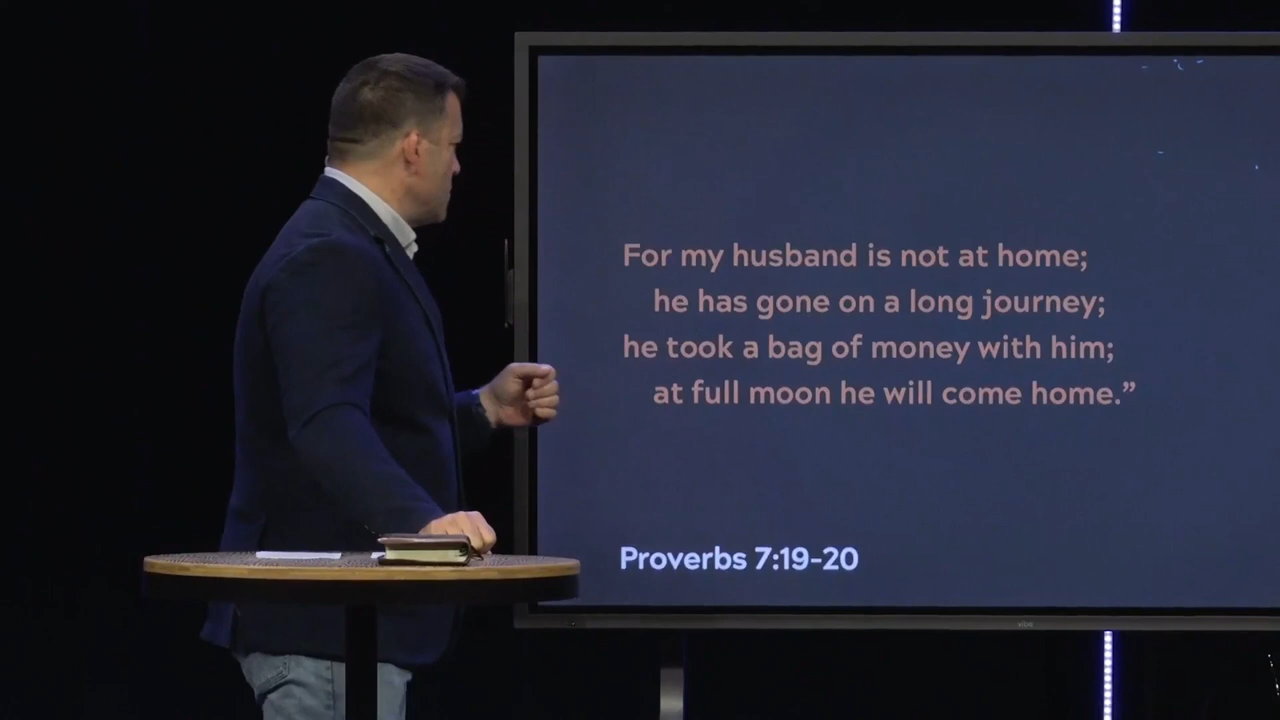 For my husband is not at home;
he has gone on a long journey;
he took a bag of money with him;
at full moon he will come home.”
Proverbs 7:19-20
vibe